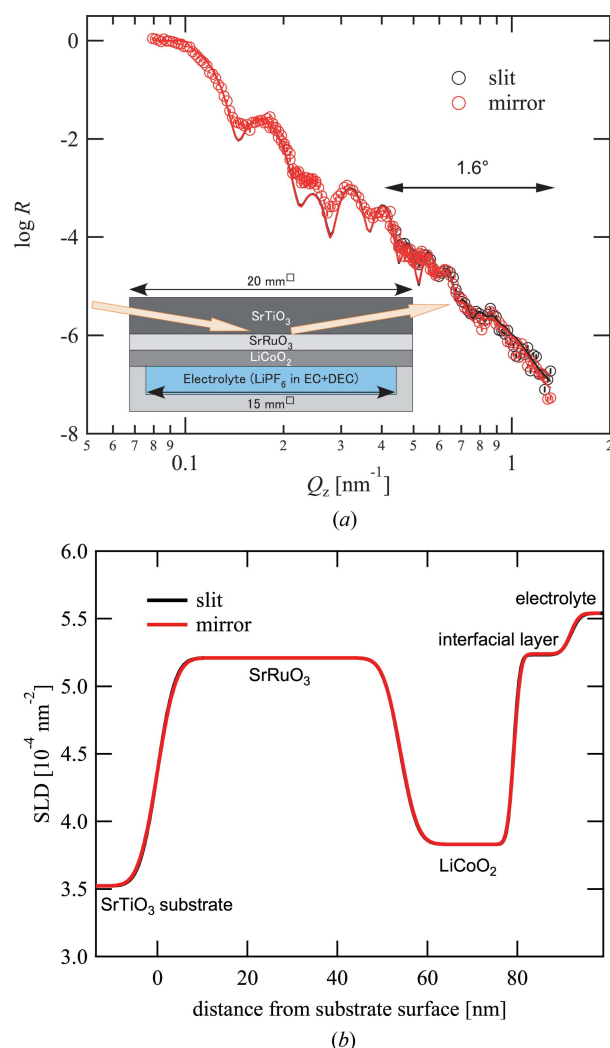 0
-2
-4
-6
-8
log R
slit
mirror
1.6°
20 mm□
SrTiO₃
SrRuO₃
LiCoO₂
Electrolyte (LiPF₆ in EC+DEC)
15 mm□
5 6 7 8 9 0.1 2 3 4 5 6 7 8 9 1 2
Q_z [nm⁻¹]
(a)
6.0
5.5
5.0
4.5
4.0
3.5
3.0
SLD [10⁻⁴ nm⁻²]
slit
mirror
electrolyte
interfacial layer
SrRuO₃
LiCoO₂
SrTiO₃ substrate
0 20 40 60 80
distance from substrate surface [nm]
(b)